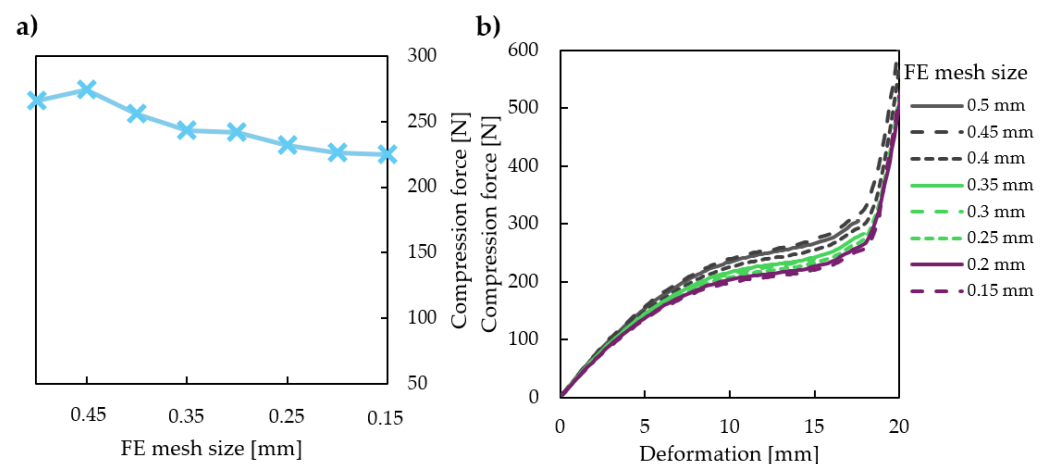 a)
300
250
200
150
100
50
Compression force [N]
0.45
0.35
0.25
0.15
FE mesh size [mm]
b)
600
500
400
300
200
100
0
Compression force [N]
0
5
10
15
20
Deformation [mm]
FE mesh size
0.5 mm
0.45 mm
0.4 mm
0.35 mm
0.3 mm
0.25 mm
0.2 mm
0.15 mm